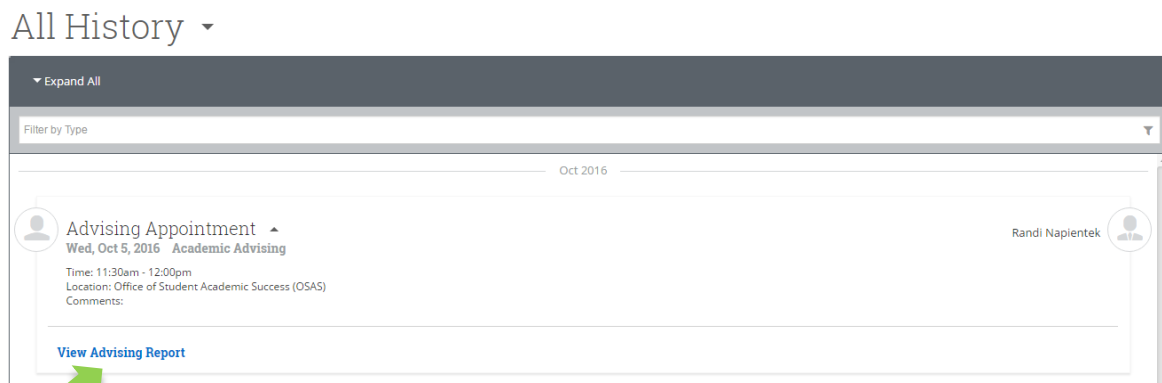 All History
Expand All
Filter by Type
Oct 2016
Advising Appointment
Randi Napientek
Wed, Oct 5, 2016 Academic Advising
Time: 11:30am - 12:00pm
Location: Office of Student Academic Success (OSAS)
Comments:
View Advising Report